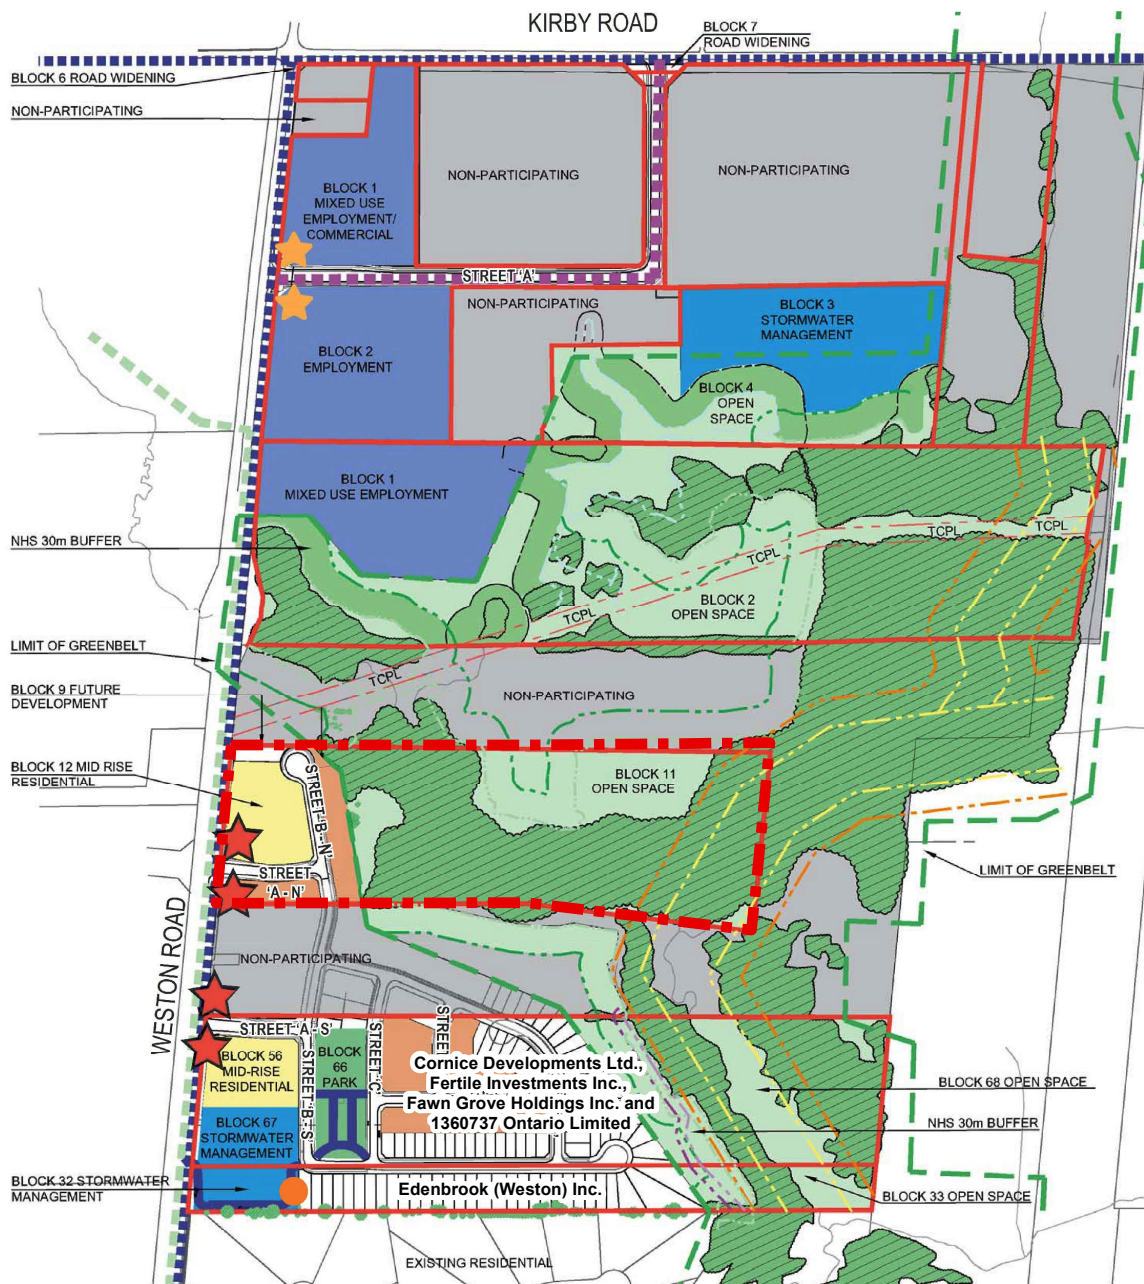 KIRBY ROAD
BLOCK 7
ROAD WIDENING
BLOCK 6 ROAD WIDENING
NON-PARTICIPATING
NON-PARTICIPATING
NON-PARTICIPATING
BLOCK 1
MIXED USE
EMPLOYMENT/
COMMERCIAL
STREET 'A'
NON-PARTICIPATING
BLOCK 3
STORMWATER
MANAGEMENT
BLOCK 2
EMPLOYMENT
BLOCK 4
OPEN
SPACE
BLOCK 1
MIXED USE EMPLOYMENT
NHS 30m BUFFER
TCPL
TCPL
TCPL
TCPL
BLOCK 2
OPEN SPACE
LIMIT OF GREENBELT
TCPL
BLOCK 9 FUTURE
DEVELOPMENT
NON-PARTICIPATING
BLOCK 12 MID RISE
RESIDENTIAL
STREET 'B - N'
BLOCK 11
OPEN SPACE
STREET
'A - N'
LIMIT OF GREENBELT
WESTON ROAD
NON-PARTICIPATING
STREET 'A - S'
STREET 'B - S'
STREET 'C'
STREET
BLOCK 56
MID-RISE
RESIDENTIAL
BLOCK
66
PARK
Cornice Developments Ltd.,
Fertile Investments Inc.,
Fawn Grove Holdings Inc. and
1360737 Ontario Limited
BLOCK 68 OPEN SPACE
NHS 30m BUFFER
BLOCK 67
STORMWATER
MANAGEMENT
BLOCK 32 STORMWATER
MANAGEMENT
Edenbrook (Weston) Inc.
BLOCK 33 OPEN SPACE
EXISTING RESIDENTIAL